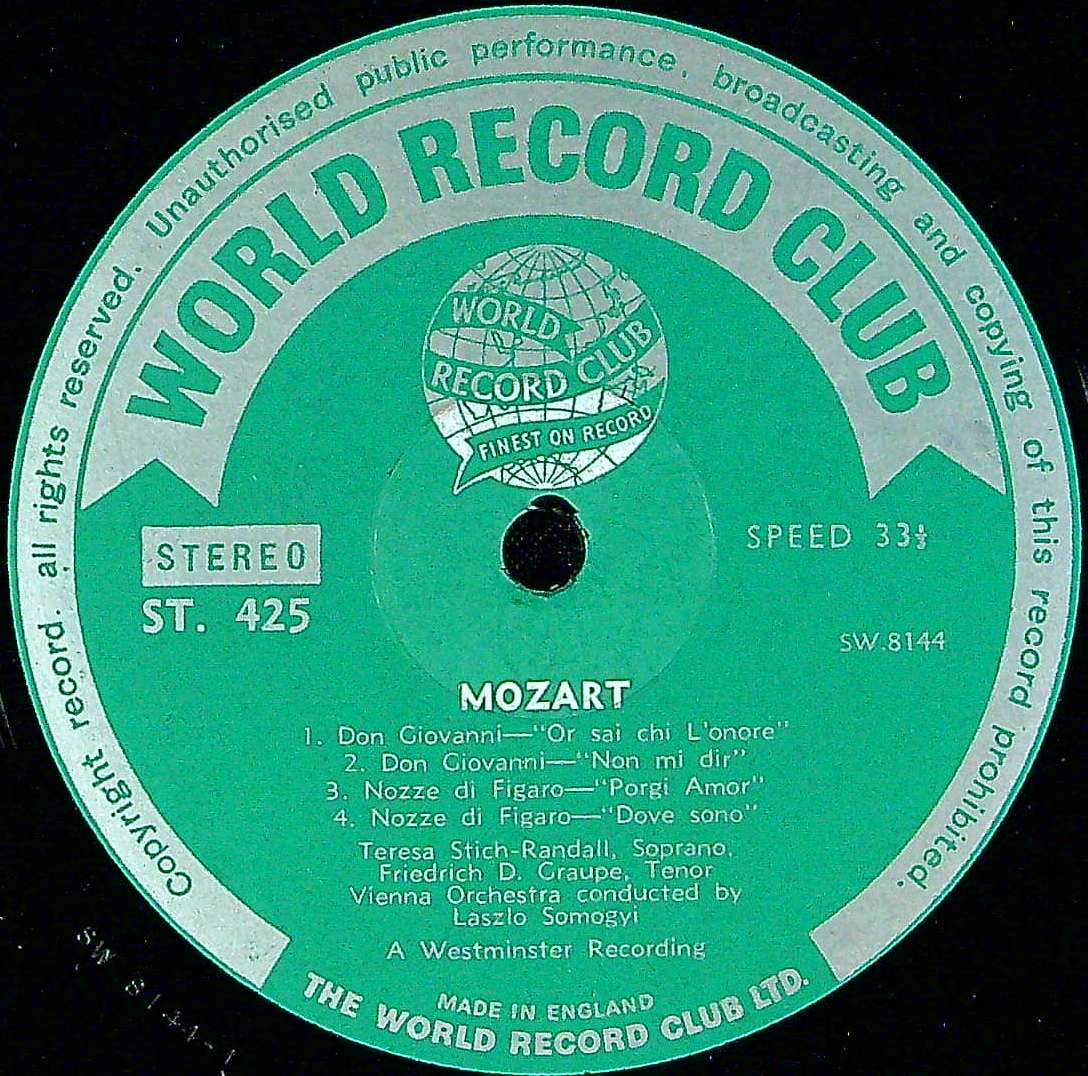 Copyright record. all rights reserved. Unauthorised public performance, broadcasting and copying of this record prohibited.
WORLD RECORD CLUB
WORLD
RECORD CLUB
FINEST ON RECORD
STEREO
ST. 425
SPEED 33⅓
SW.8144
MOZART
1. Don Giovanni—"Or sai chi L'onore"
2. Don Giovanni—"Non mi dir"
3. Nozze di Figaro—"Porgi Amor"
4. Nozze di Figaro—"Dove sono"
Teresa Stich-Randall, Soprano,
Friedrich D. Graupe, Tenor
Vienna Orchestra conducted by
Laszlo Somogyi
A Westminster Recording
MADE IN ENGLAND
THE WORLD RECORD CLUB LTD.